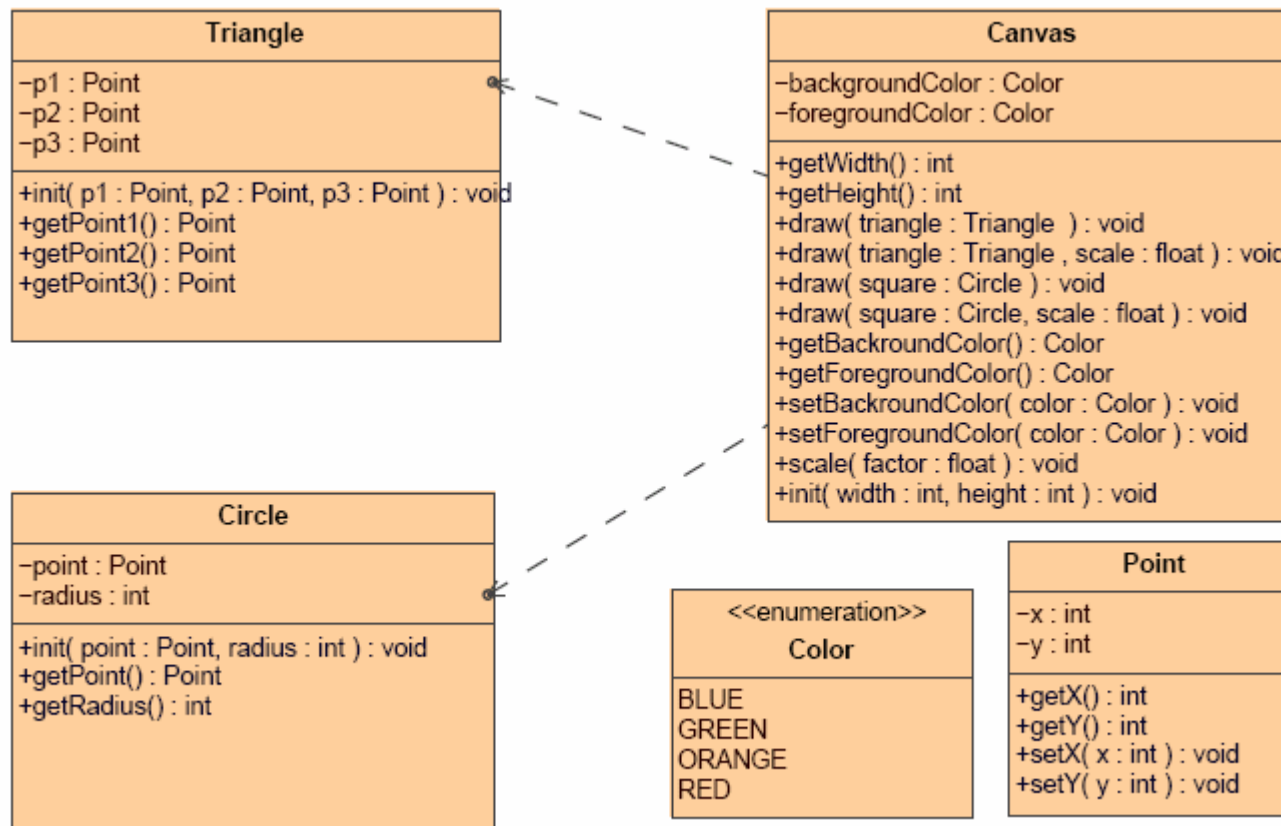 Triangle
−p1 : Point
−p2 : Point
−p3 : Point
+init( p1 : Point, p2 : Point, p3 : Point ) : void
+getPoint1() : Point
+getPoint2() : Point
+getPoint3() : Point
Canvas
−backgroundColor : Color
−foregroundColor : Color
+getWidth() : int
+getHeight() : int
+draw( triangle : Triangle ) : void
+draw( triangle : Triangle , scale : float ) : void
+draw( square : Circle ) : void
+draw( square : Circle, scale : float ) : void
+getBackroundColor() : Color
+getForegroundColor() : Color
+setBackroundColor( color : Color ) : void
+setForegroundColor( color : Color ) : void
+scale( factor : float ) : void
+init( width : int, height : int ) : void
Circle
−point : Point
−radius : int
+init( point : Point, radius : int ) : void
+getPoint() : Point
+getRadius() : int
<<enumeration>>
Color
BLUE
GREEN
ORANGE
RED
Point
−x : int
−y : int
+getX() : int
+getY() : int
+setX( x : int ) : void
+setY( y : int ) : void